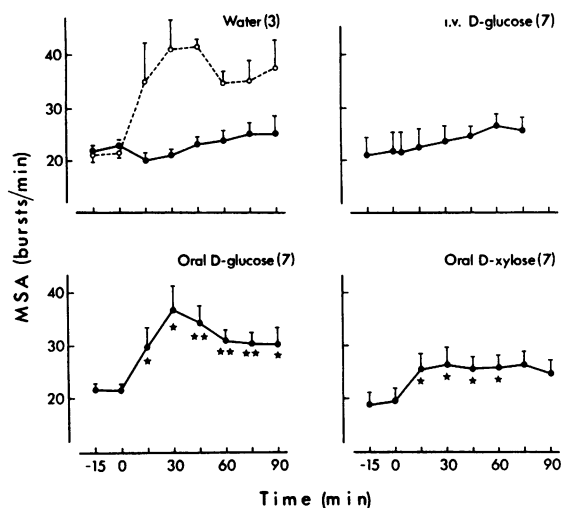 Water (3)
I.V. D-glucose (7)
40
30
20
Oral D-glucose (7)
Oral D-xylose (7)
40
30
20
MSA (bursts/min)
-15 0 30 60 90
-15 0 30 60 90
Time (min)